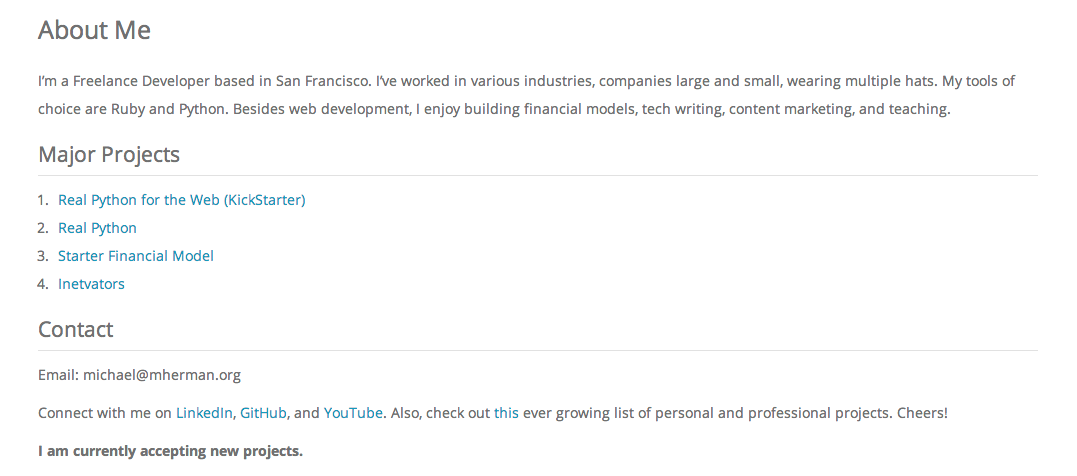 About Me
I'm a Freelance Developer based in San Francisco. I've worked in various industries, companies large and small, wearing multiple hats. My tools of
choice are Ruby and Python. Besides web development, I enjoy building financial models, tech writing, content marketing, and teaching.
Major Projects
1. Real Python for the Web (KickStarter)
2. Real Python
3. Starter Financial Model
4. Inetvators
Contact
Email: michael@mherman.org
Connect with me on LinkedIn, GitHub, and YouTube. Also, check out this ever growing list of personal and professional projects. Cheers!
I am currently accepting new projects.